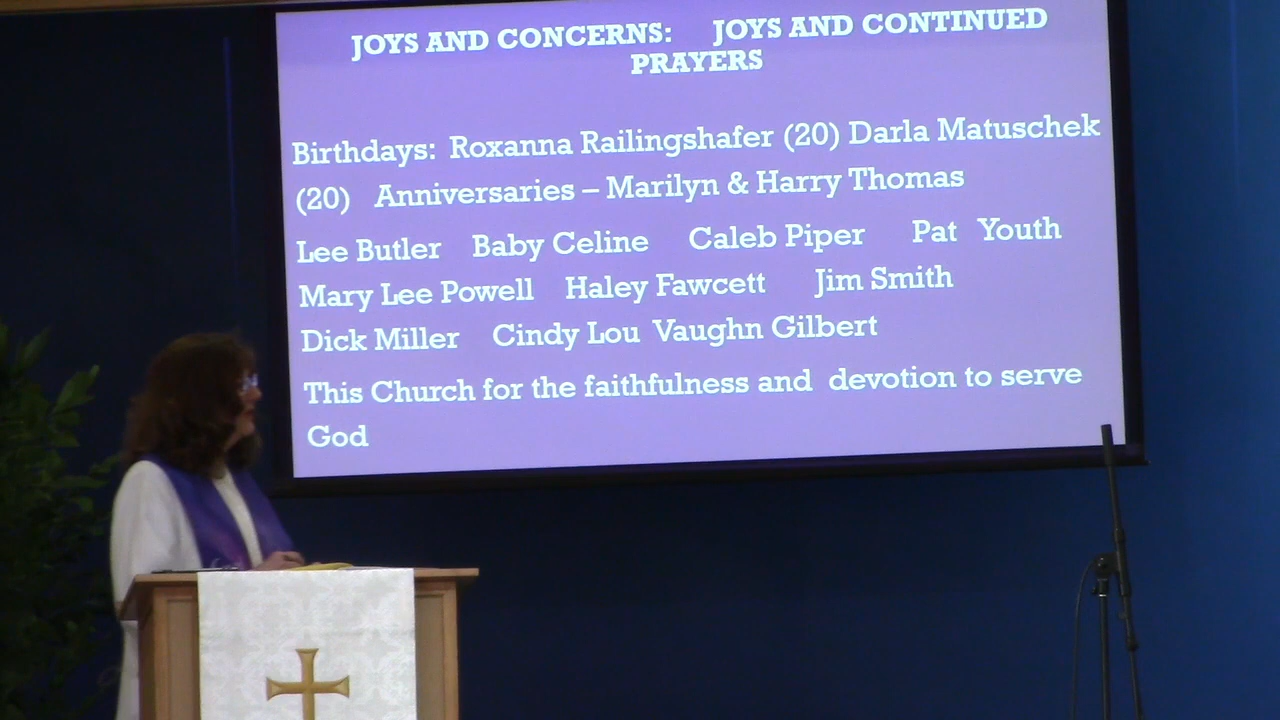 JOYS AND CONCERNS: JOYS AND CONTINUED
PRAYERS
Birthdays: Roxanna Railingshafer (20) Darla Matuschek
(20) Anniversaries – Marilyn & Harry Thomas
Lee Butler Baby Celine Caleb Piper Pat Youth
Mary Lee Powell Haley Fawcett Jim Smith
Dick Miller Cindy Lou Vaughn Gilbert
This Church for the faithfulness and devotion to serve
God